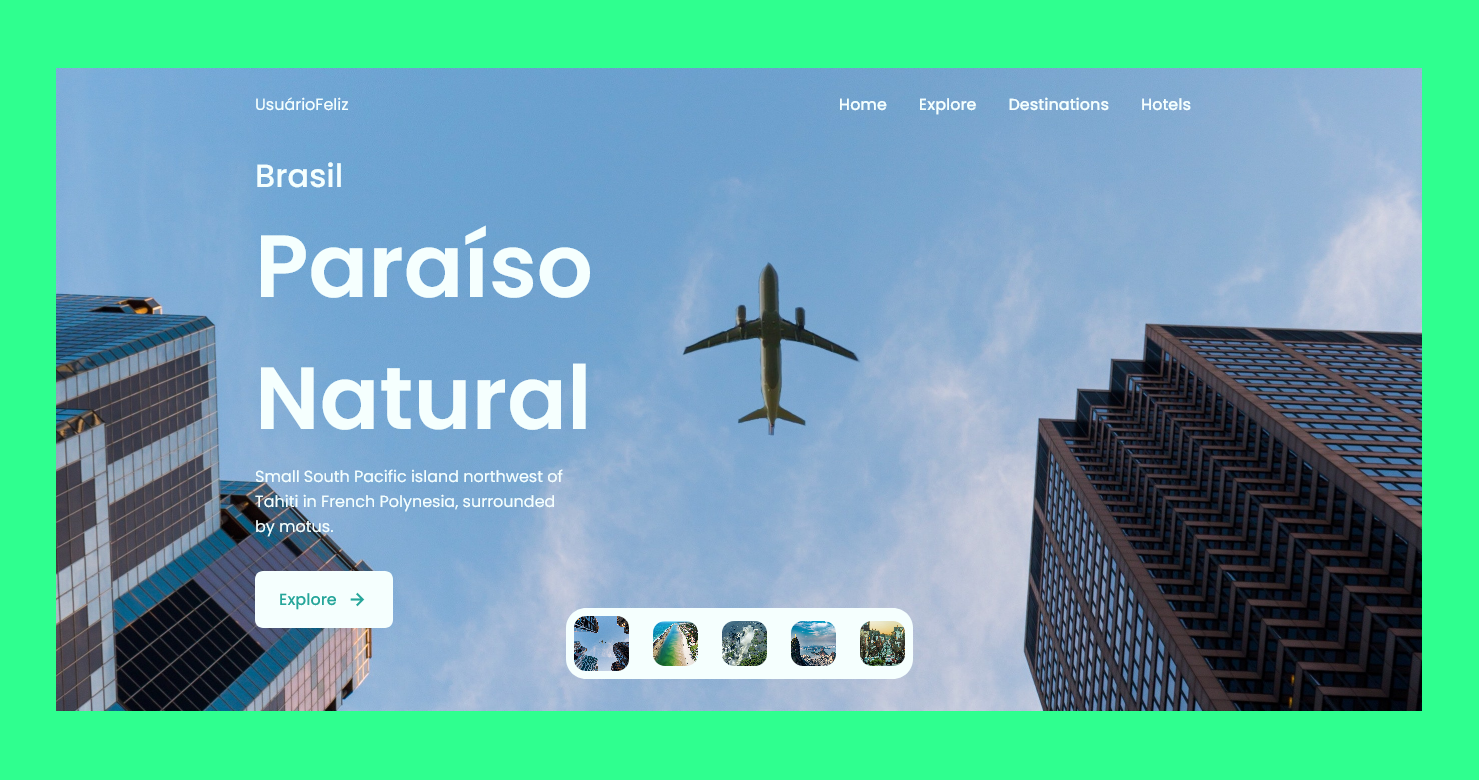 UsuárioFeliz
Home Explore Destinations Hotels
Brasil
Paraíso
Natural
Small South Pacific island northwest of
Tahiti in French Polynesia, surrounded
by motus.
Explore